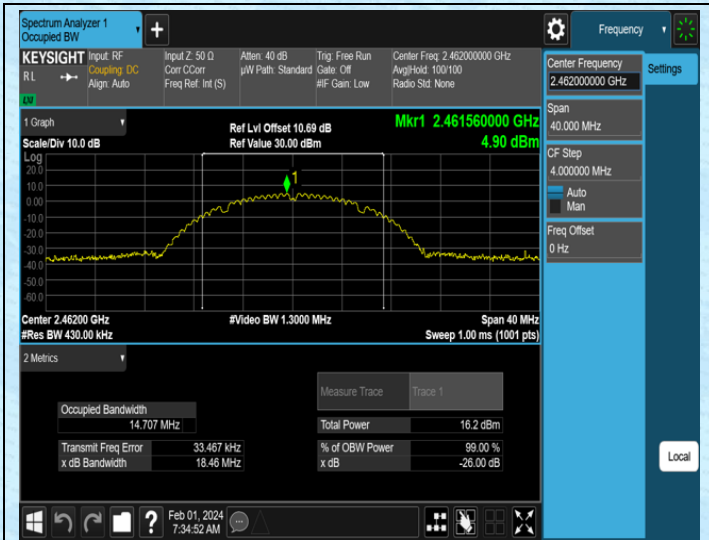 Spectrum Analyzer 1
Occupied BW
+
Frequency
KEYSIGHT
RL
LXI
Input: RF
Coupling: DC
Align: Auto
Input Z: 50 Ω
Corr CCorr
Freq Ref: Int (S)
Atten: 40 dB
µW Path: Standard
Trig: Free Run
Gate: Off
#IF Gain: Low
Center Freq: 2.462000000 GHz
Avg|Hold: 100/100
Radio Std: None
Center Frequency
2.462000000 GHz
Settings
Span
40.000 MHz
CF Step
4.000000 MHz
Auto
Man
Freq Offset
0 Hz
1 Graph
Scale/Div 10.0 dB
Ref Lvl Offset 10.69 dB
Ref Value 30.00 dBm
Mkr1 2.461560000 GHz
4.90 dBm
Log
20.0
10.0
0.00
-10.0
-20.0
-30.0
-40.0
-50.0
-60.0
1
Center 2.46200 GHz
#Res BW 430.00 kHz
#Video BW 1.3000 MHz
Span 40 MHz
Sweep 1.00 ms (1001 pts)
2 Metrics
Measure Trace
Trace 1
Occupied Bandwidth
14.707 MHz
Total Power
16.2 dBm
Transmit Freq Error
33.467 kHz
% of OBW Power
99.00 %
x dB Bandwidth
18.46 MHz
x dB
-26.00 dB
Local
?
Feb 01, 2024
7:34:52 AM